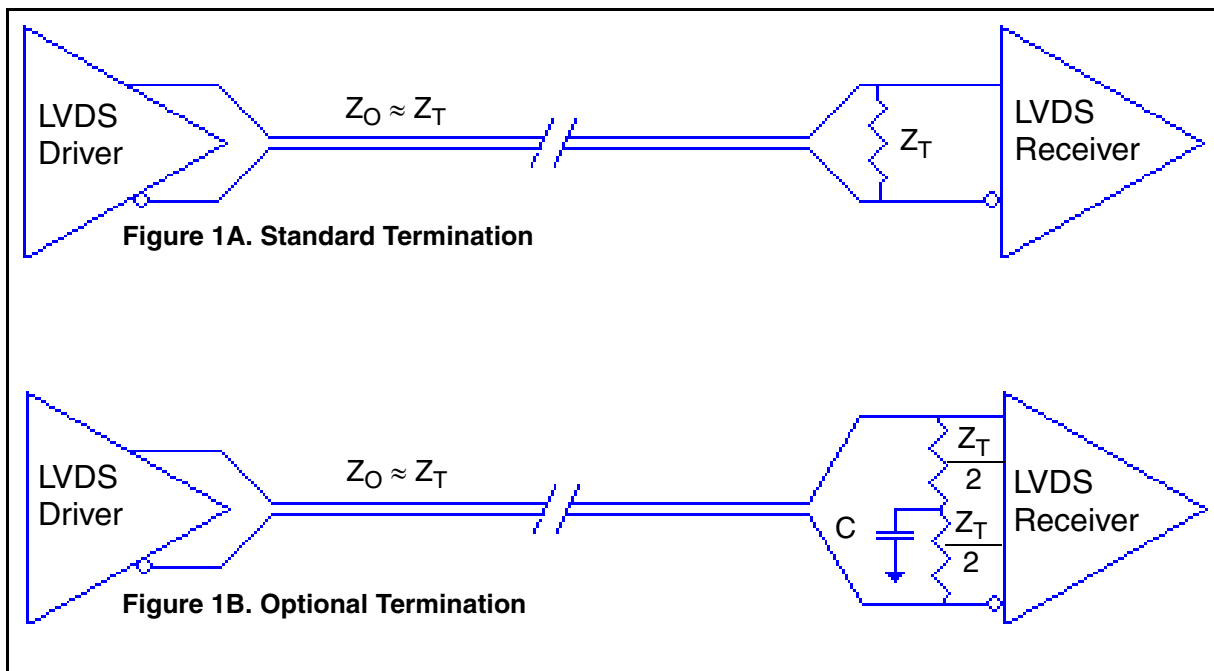 LVDS
Driver
Z_O ≈ Z_T
Z_T
LVDS
Receiver
Figure 1A. Standard Termination
LVDS
Driver
Z_O ≈ Z_T
C
Z_T
2
Z_T
2
LVDS
Receiver
Figure 1B. Optional Termination